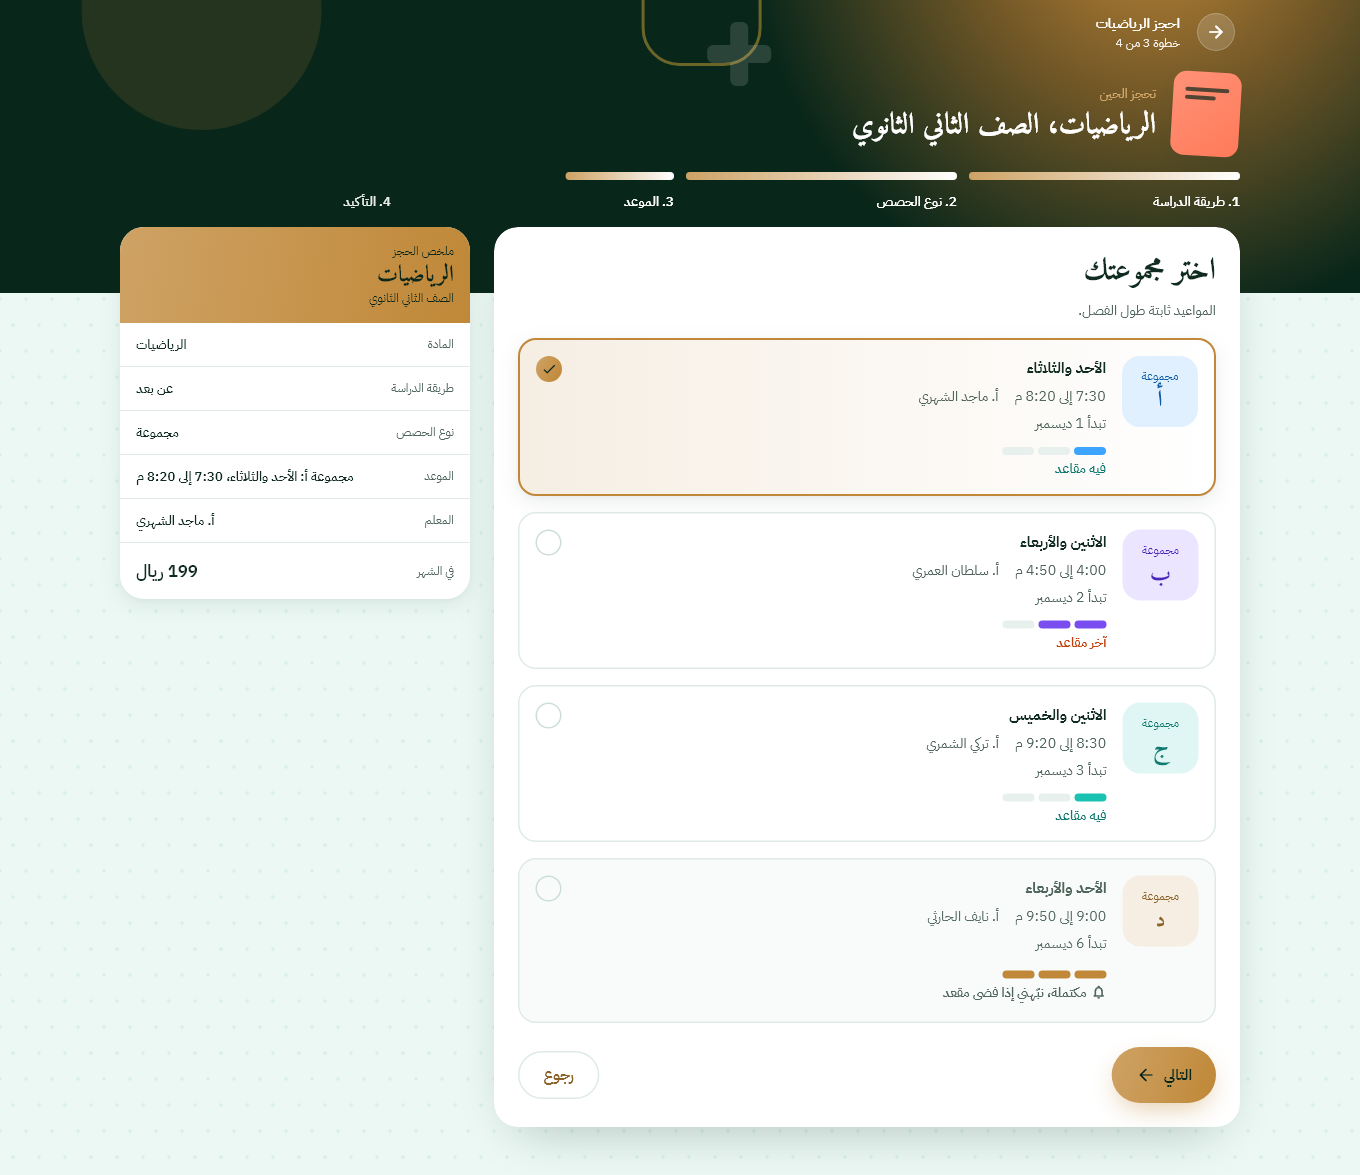 احجز الرياضيات
خطوة 3 من 4
تحجز الحين
الرياضيات، الصف الثاني الثانوي
1. طريقة الدراسة
2. نوع الحصص
3. الموعد
4. التأكيد
اختر مجموعتك
المواعيد ثابتة طول الفصل.
مجموعة
أ
الأحد والثلاثاء
7:30 إلى 8:20 م
أ. ماجد الشهري
تبدأ 1 ديسمبر
فيه مقاعد
مجموعة
ب
الاثنين والأربعاء
4:00 إلى 4:50 م
أ. سلطان العمري
تبدأ 2 ديسمبر
آخر مقاعد
مجموعة
ج
الاثنين والخميس
8:30 إلى 9:20 م
أ. تركي الشمري
تبدأ 3 ديسمبر
فيه مقاعد
مجموعة
د
الأحد والأربعاء
9:00 إلى 9:50 م
أ. نايف الحارثي
تبدأ 6 ديسمبر
مكتملة، نبّهني إذا فضى مقعد
التالي
رجوع
ملخص الحجز
الرياضيات
الصف الثاني الثانوي
المادة
الرياضيات
طريقة الدراسة
عن بعد
نوع الحصص
مجموعة
الموعد
مجموعة أ: الأحد والثلاثاء، 7:30 إلى 8:20 م
المعلم
أ. ماجد الشهري
في الشهر
199 ريال